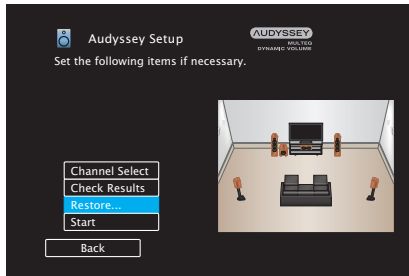 Audyssey Setup
AUDYSSEY
MULTEQ
DYNAMIC VOLUME
Set the following items if necessary.
Channel Select
Check Results
Restore...
Start
Back